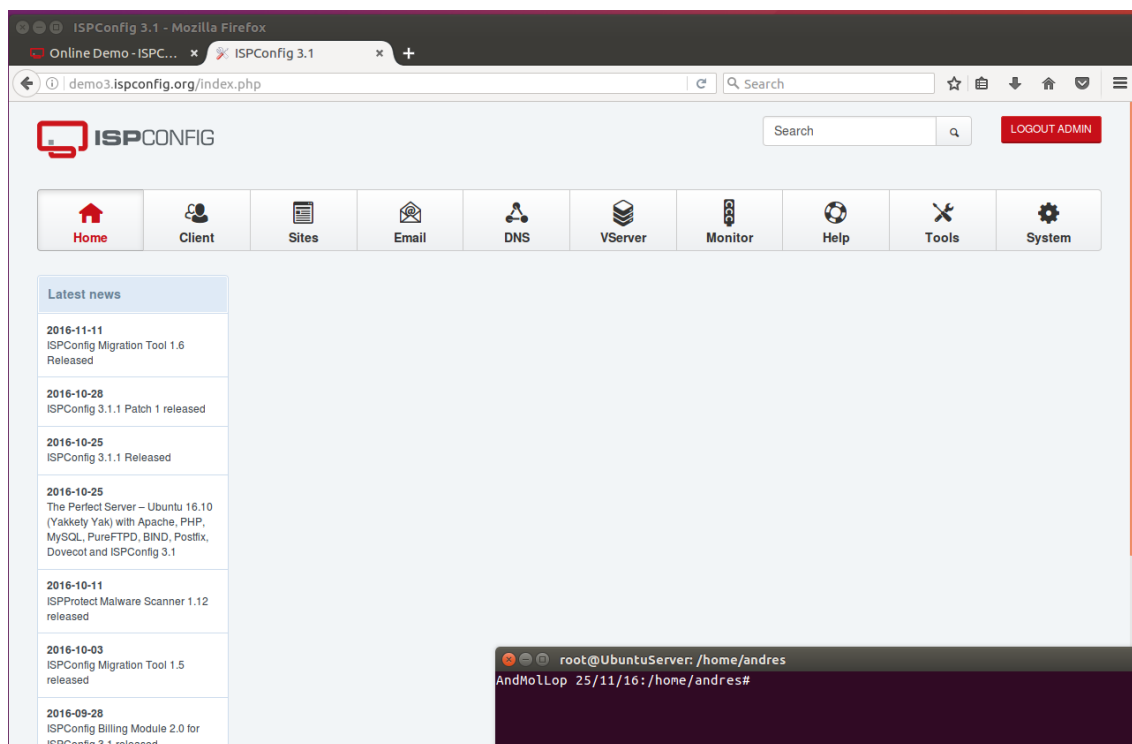 ISPConfig 3.1 - Mozilla Firefox
Online Demo - ISPC...
ISPConfig 3.1
demo3.ispconfig.org/index.php
Search
ISPCONFIG
Search
LOGOUT ADMIN
Home
Client
Sites
Email
DNS
VServer
Monitor
Help
Tools
System
Latest news
2016-11-11
ISPConfig Migration Tool 1.6
Released
2016-10-28
ISPConfig 3.1.1 Patch 1 released
2016-10-25
ISPConfig 3.1.1 Released
2016-10-25
The Perfect Server – Ubuntu 16.10
(Yakkety Yak) with Apache, PHP,
MySQL, PureFTPD, BIND, Postfix,
Dovecot and ISPConfig 3.1
2016-10-11
ISPProtect Malware Scanner 1.12
released
2016-10-03
ISPConfig Migration Tool 1.5
released
2016-09-28
ISPConfig Billing Module 2.0 for
ISPConfig 3.1 released
root@UbuntuServer: /home/andres
AndMolLop 25/11/16:/home/andres#